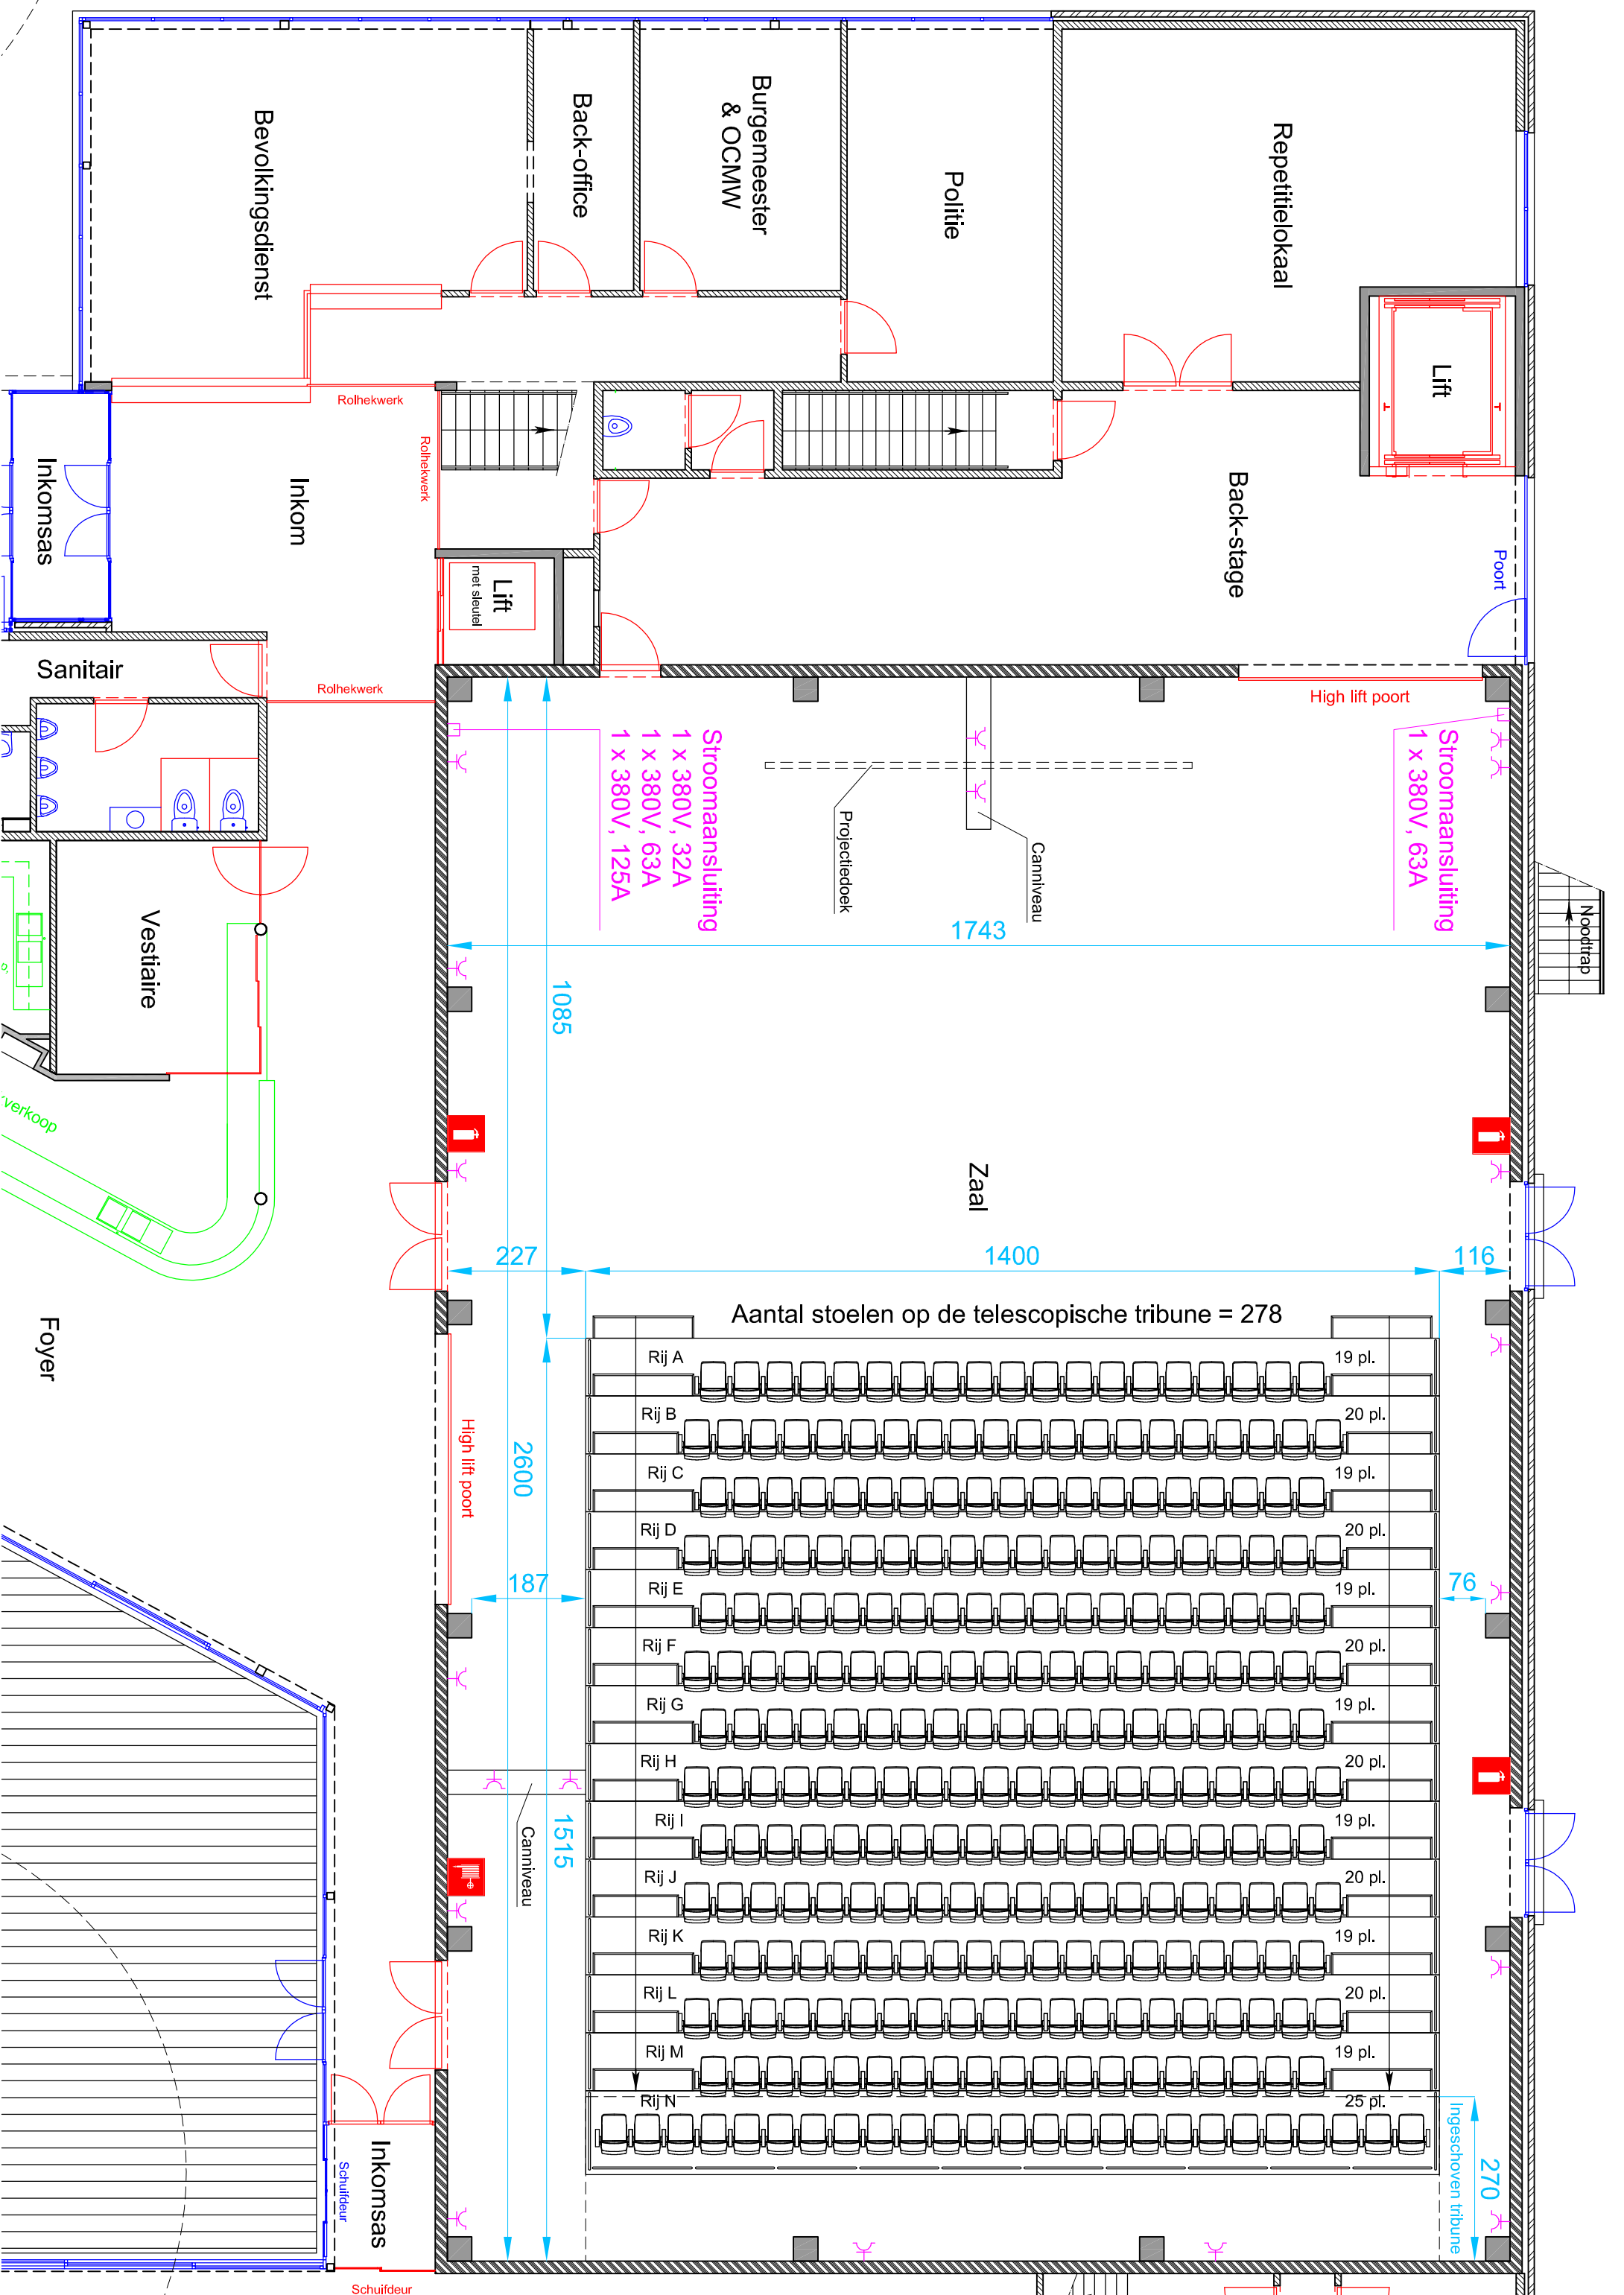 Bevolkingsdienst
Back-office
Burgemeester
& OCMW
Politie
Repetitielokaal
Lift
Rolhekwerk
Rolhekwerk
Inkomsas
Inkom
Lift
met sleutel
Back-stage
Poort
Sanitair
Rolhekwerk
High lift poort
Stroomaansluiting
1 x 380V, 32A
1 x 380V, 63A
1 x 380V, 125A
Stroomaansluiting
1 x 380V, 63A
Projectiedoek
Canniveau
Noodtrap
Vestiaire
1743
1085
verkoop
Zaal
227
1400
116
Foyer
Aantal stoelen op de telescopische tribune = 278
Rij A 19 pl.
Rij B 20 pl.
Rij C 19 pl.
Rij D 20 pl.
Rij E 19 pl.
Rij F 20 pl.
Rij G 19 pl.
Rij H 20 pl.
Rij I 19 pl.
Rij J 20 pl.
Rij K 19 pl.
Rij L 20 pl.
Rij M 19 pl.
Rij N 25 pl.
High lift poort
2600
187
76
1515
Canniveau
Ingeschoven tribune
270
Inkomsas
Schuifdeur
Schuifdeur